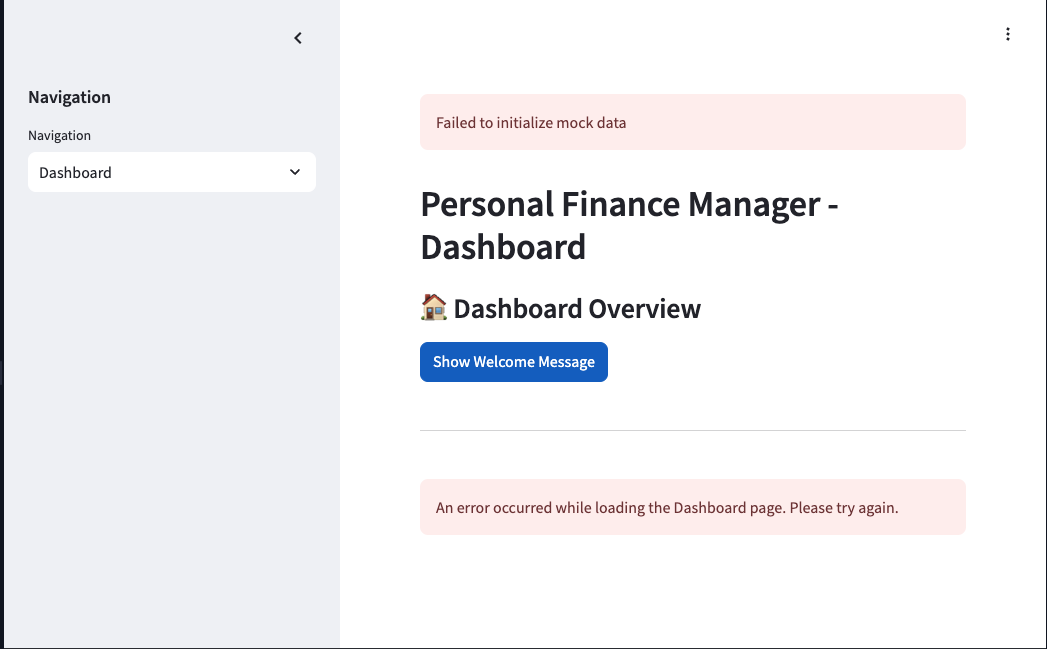 Navigation
Navigation
Dashboard
Failed to initialize mock data
Personal Finance Manager -
Dashboard
🏠 Dashboard Overview
Show Welcome Message
An error occurred while loading the Dashboard page. Please try again.